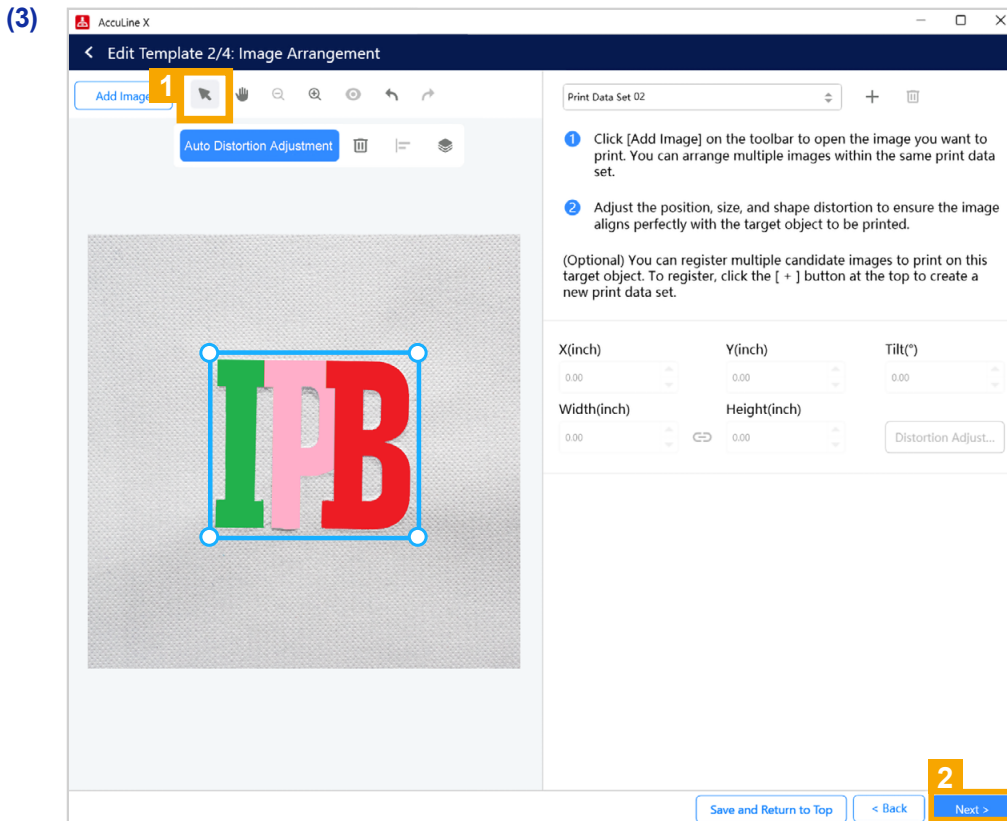 (3)
AccuLine X
Edit Template 2/4: Image Arrangement
1
Add Image
Print Data Set 02
Auto Distortion Adjustment
1 Click [Add Image] on the toolbar to open the image you want to
print. You can arrange multiple images within the same print data
set.
2 Adjust the position, size, and shape distortion to ensure the image
aligns perfectly with the target object to be printed.
(Optional) You can register multiple candidate images to print on this
target object. To register, click the [ + ] button at the top to create a
new print data set.
IPB
X(inch) Y(inch) Tilt(°)
0.00 0.00 0.00
Width(inch) Height(inch)
0.00 0.00 Distortion Adjust...
2
Save and Return to Top < Back Next >